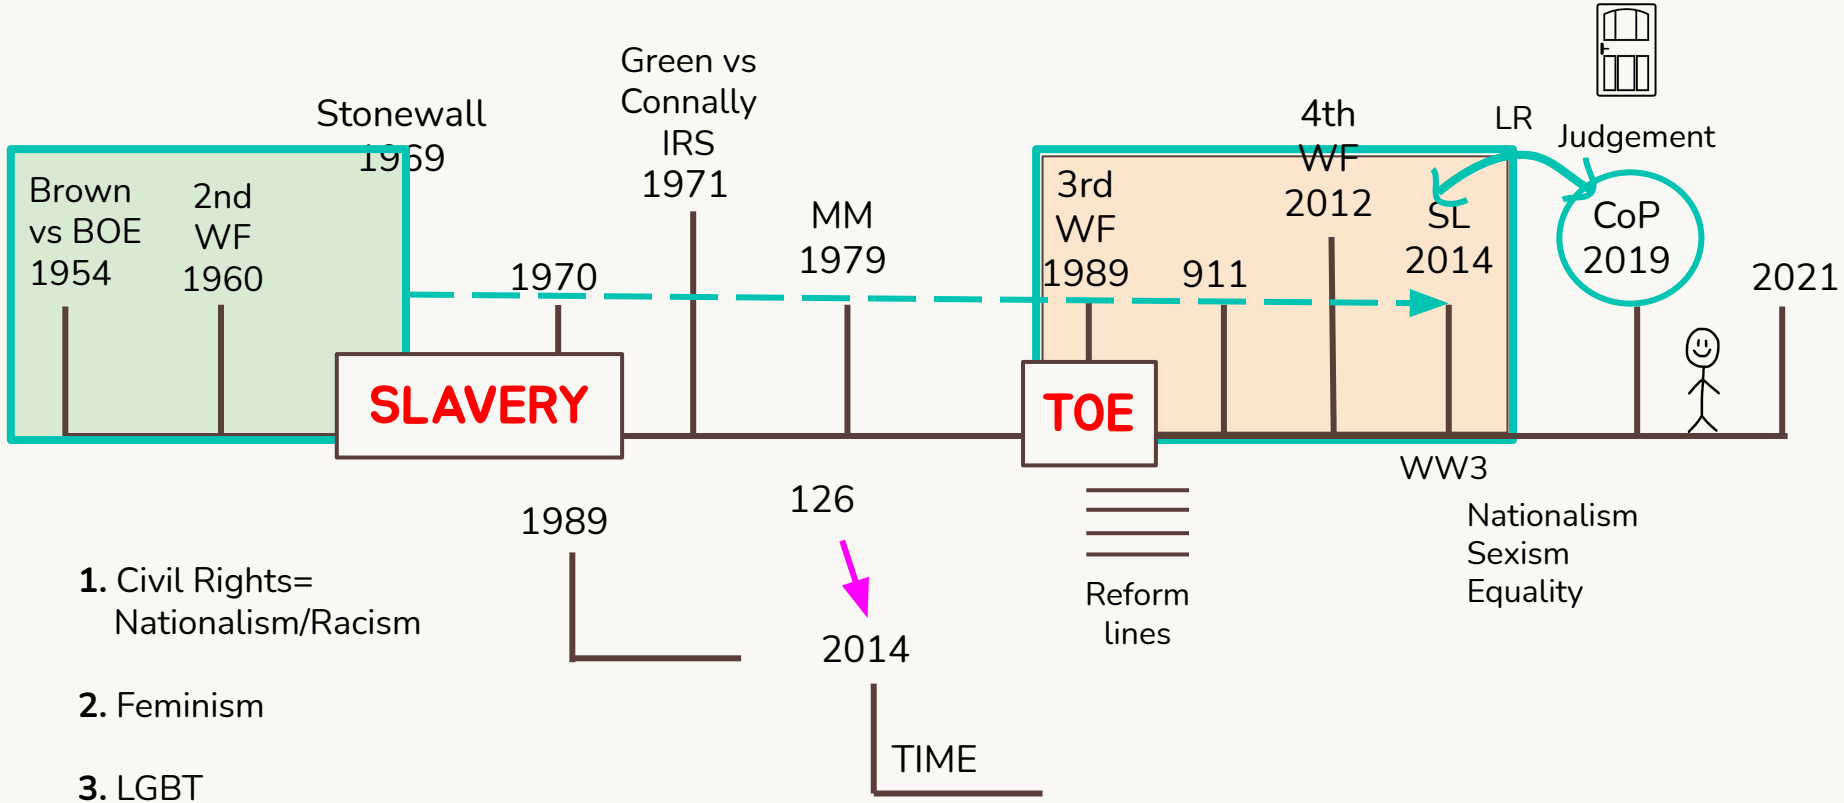 Green vs
Connally
IRS
1971
Stonewall
1969
4th
WF
2012
LR
Judgement
Brown
vs BOE
1954
2nd
WF
1960
1970
MM
1979
3rd
WF
1989
911
SL
2014
CoP
2019
2021
SLAVERY
TOE
WW3
Nationalism
Sexism
Equality
126
1989
2014
TIME
Reform
lines
1. Civil Rights=
Nationalism/Racism
2. Feminism
3. LGBT